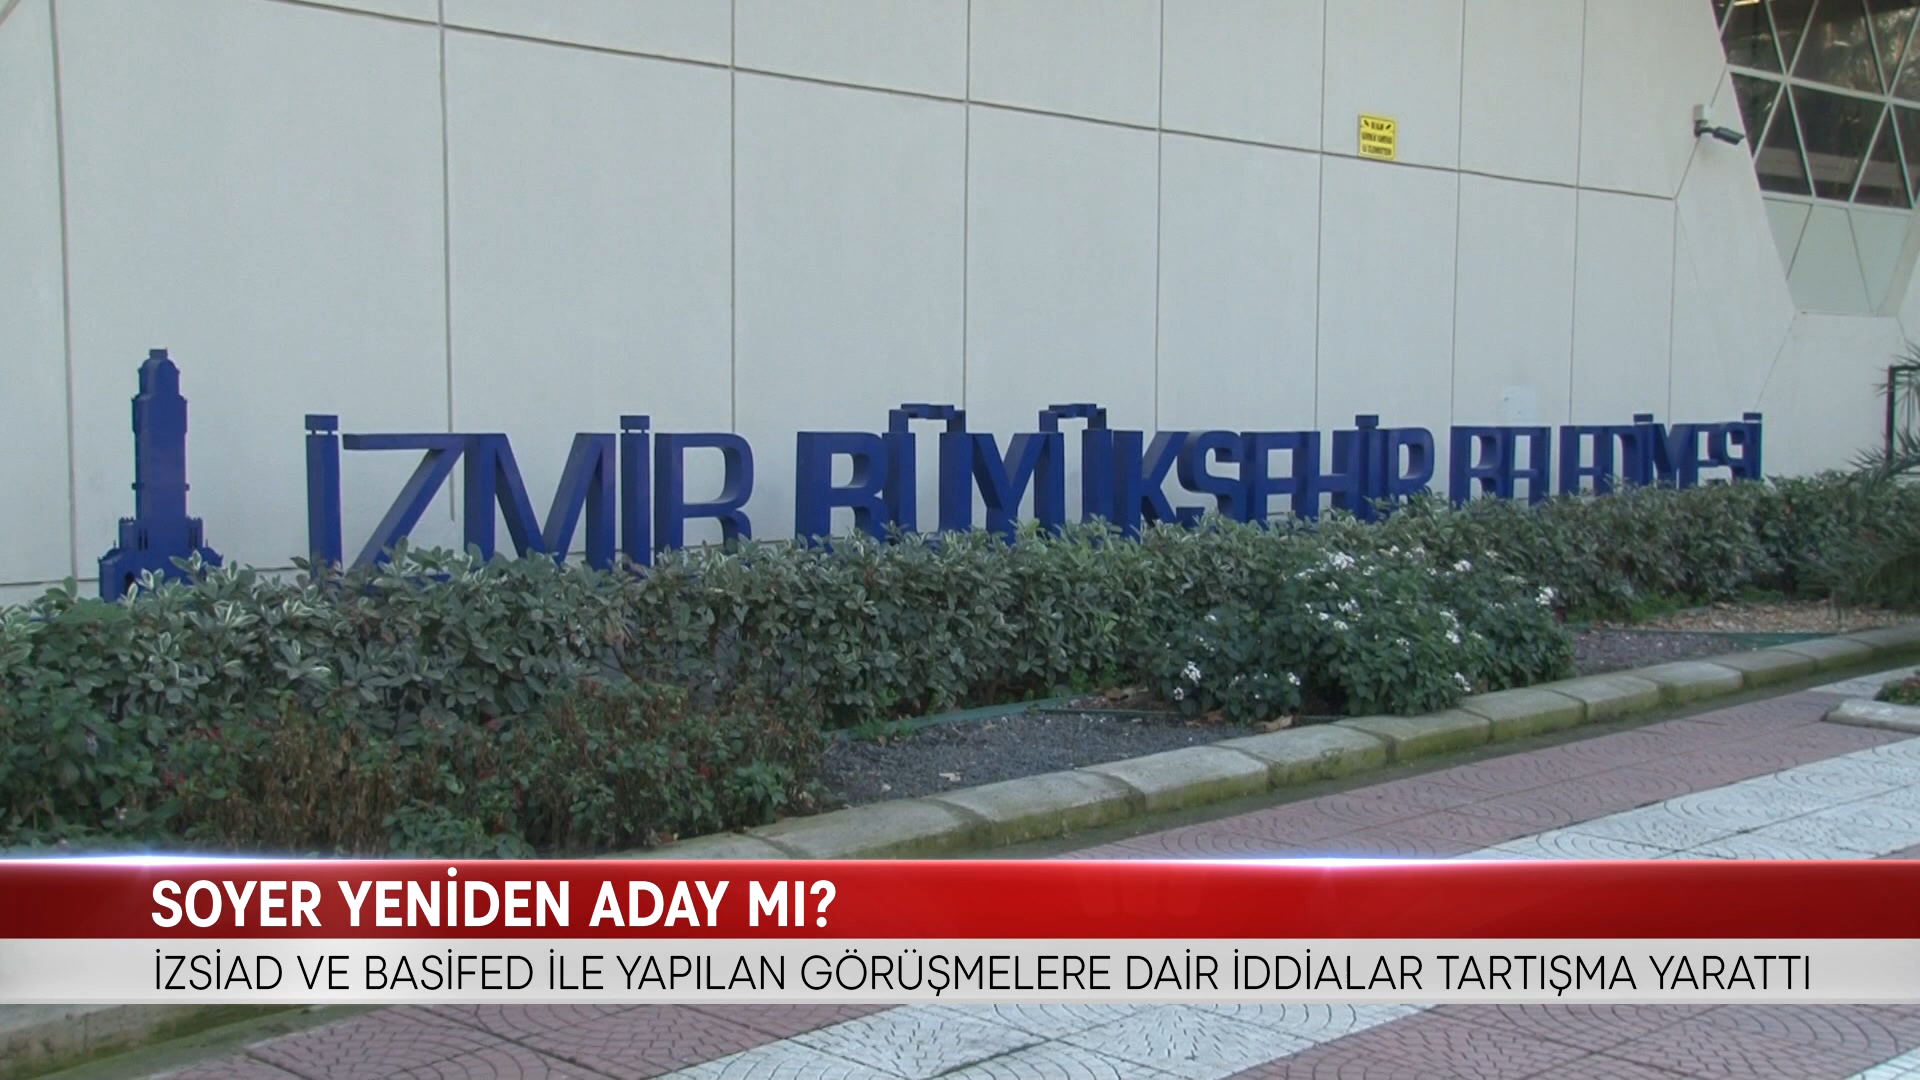 İZMİR BÜYÜKŞEHİR BELEDİYESİ
SOYER YENİDEN ADAY MI?
İZSİAD VE BASİFED İLE YAPILAN GÖRÜŞMELERE DAİR İDDİALAR TARTIŞMA YARATTI